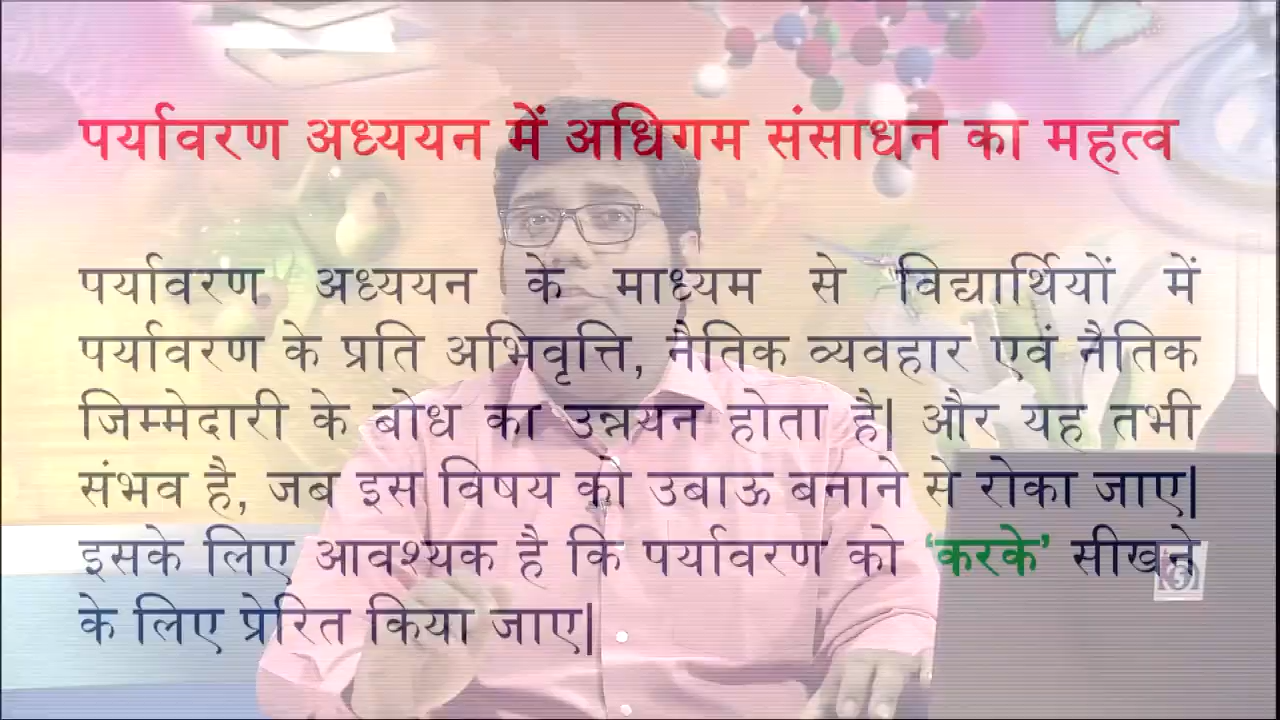 पर्यावरण अध्ययन में अधिगम संसाधन का महत्व
पर्यावरण अध्ययन के माध्यम से विद्यार्थियों में
पर्यावरण के प्रति अभिवृत्ति, नैतिक व्यवहार एवं नैतिक
जिम्मेदारी के बोध का उन्नयन होता है| और यह तभी
संभव है, जब इस विषय को उबाऊ बनाने से रोका जाए|
इसके लिए आवश्यक है कि पर्यावरण को ‘करके’ सीखने
के लिए प्रेरित किया जाए|